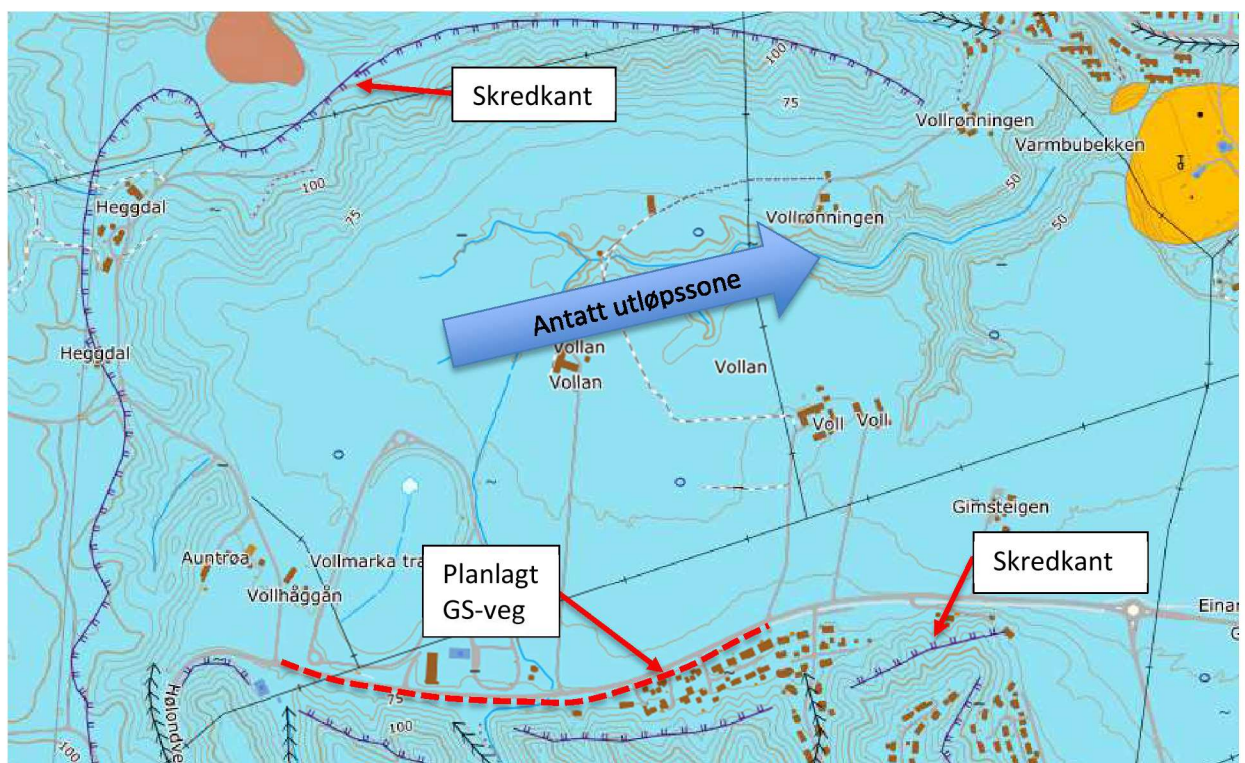 Skredkant
100
75
Vollrønningen
Varmbubekken
Heggdal
100
75
50
50
Vollrønningen
Antatt utløpssone
Heggdal
Vollan
Vollan
Vollan
Voll
Voll
Gimsteigen
Skredkant
Auntrøa
Vollmarka tra
Planlagt
GS-veg
Vollhåggån
Einar
G
75
100
100
Hølondve